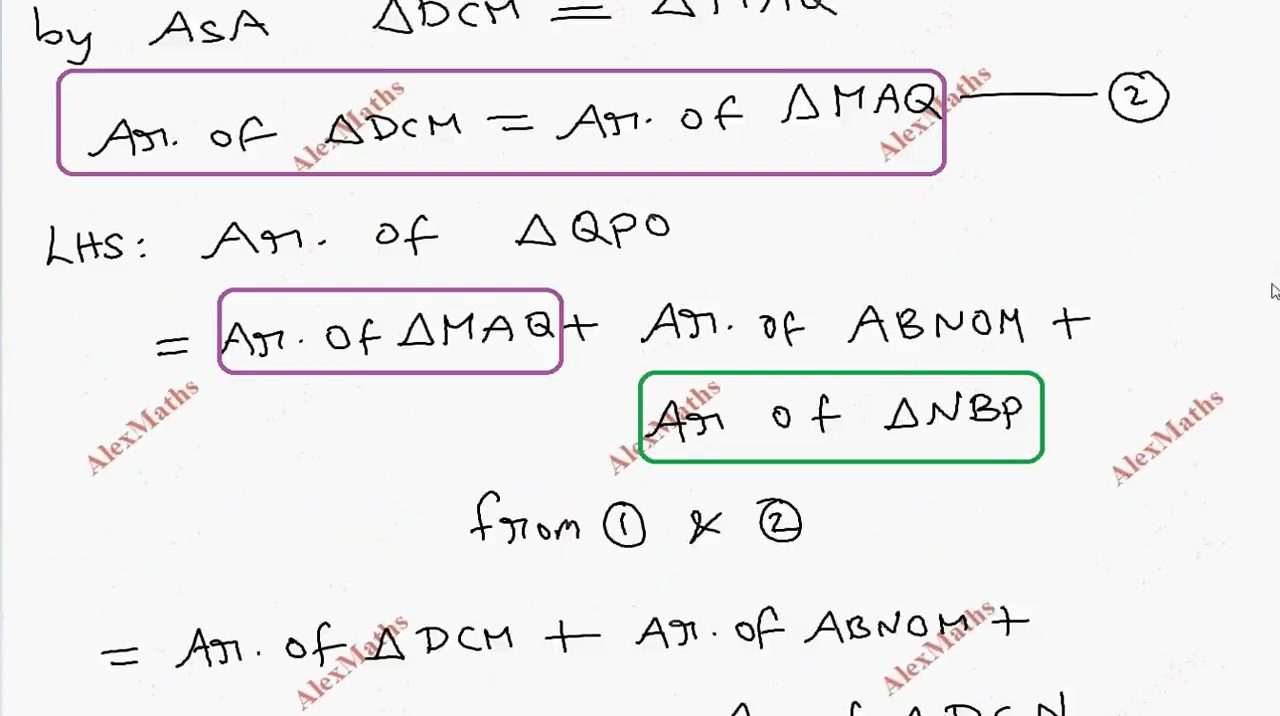 by ASA ΔDCM ≅ ΔMAQ
Ar. of ΔDCM = Ar. of ΔMAQ —— ②
LHS: Ar. of ΔQPO
= Ar. of ΔMAQ + Ar. of ABNOM +
Ar of ΔNBP
from ① & ②
= Ar. of ΔDCM + Ar. of ABNOM +
AlexMaths
AlexMaths
AlexMaths
AlexMaths
AlexMaths
AlexMaths
AlexMaths